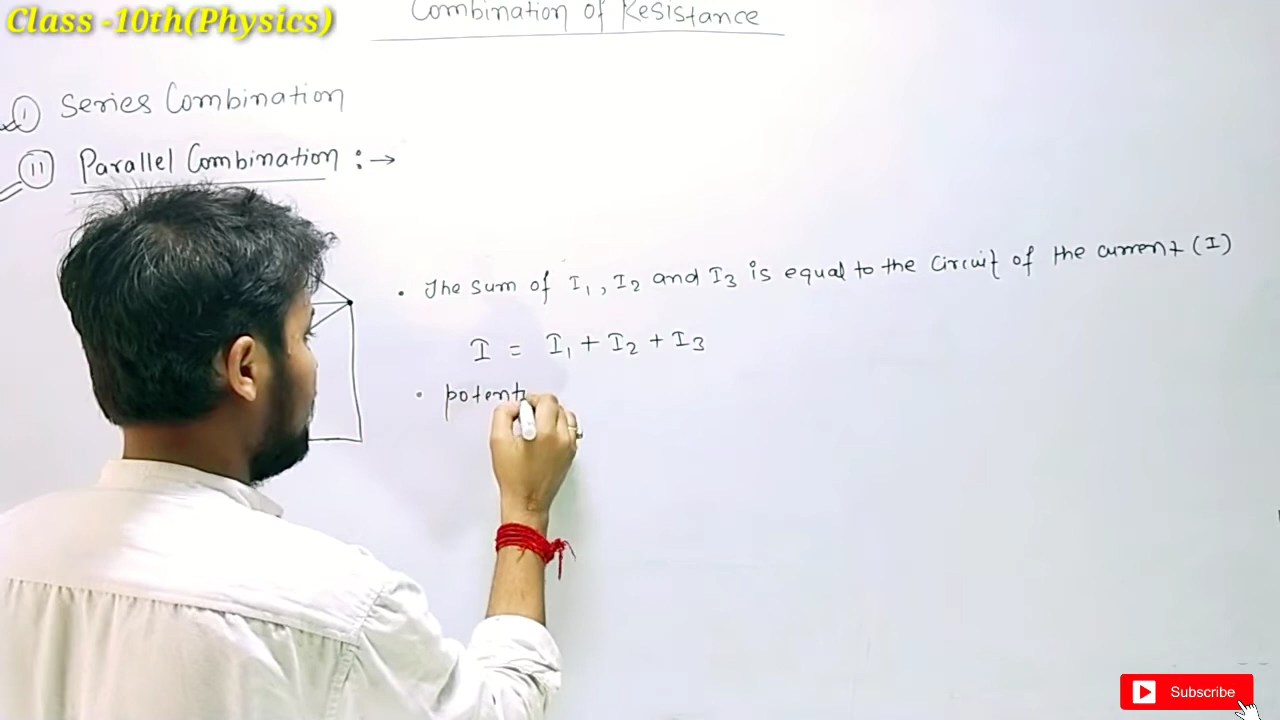 Class -10th(Physics)
Combination of Resistance
(I) Series Combination
(II) Parallel Combination :→
• The sum of I₁, I₂ and I₃ is equal to the circuit of the current (I)
I = I₁ + I₂ + I₃
• potent
Subscribe